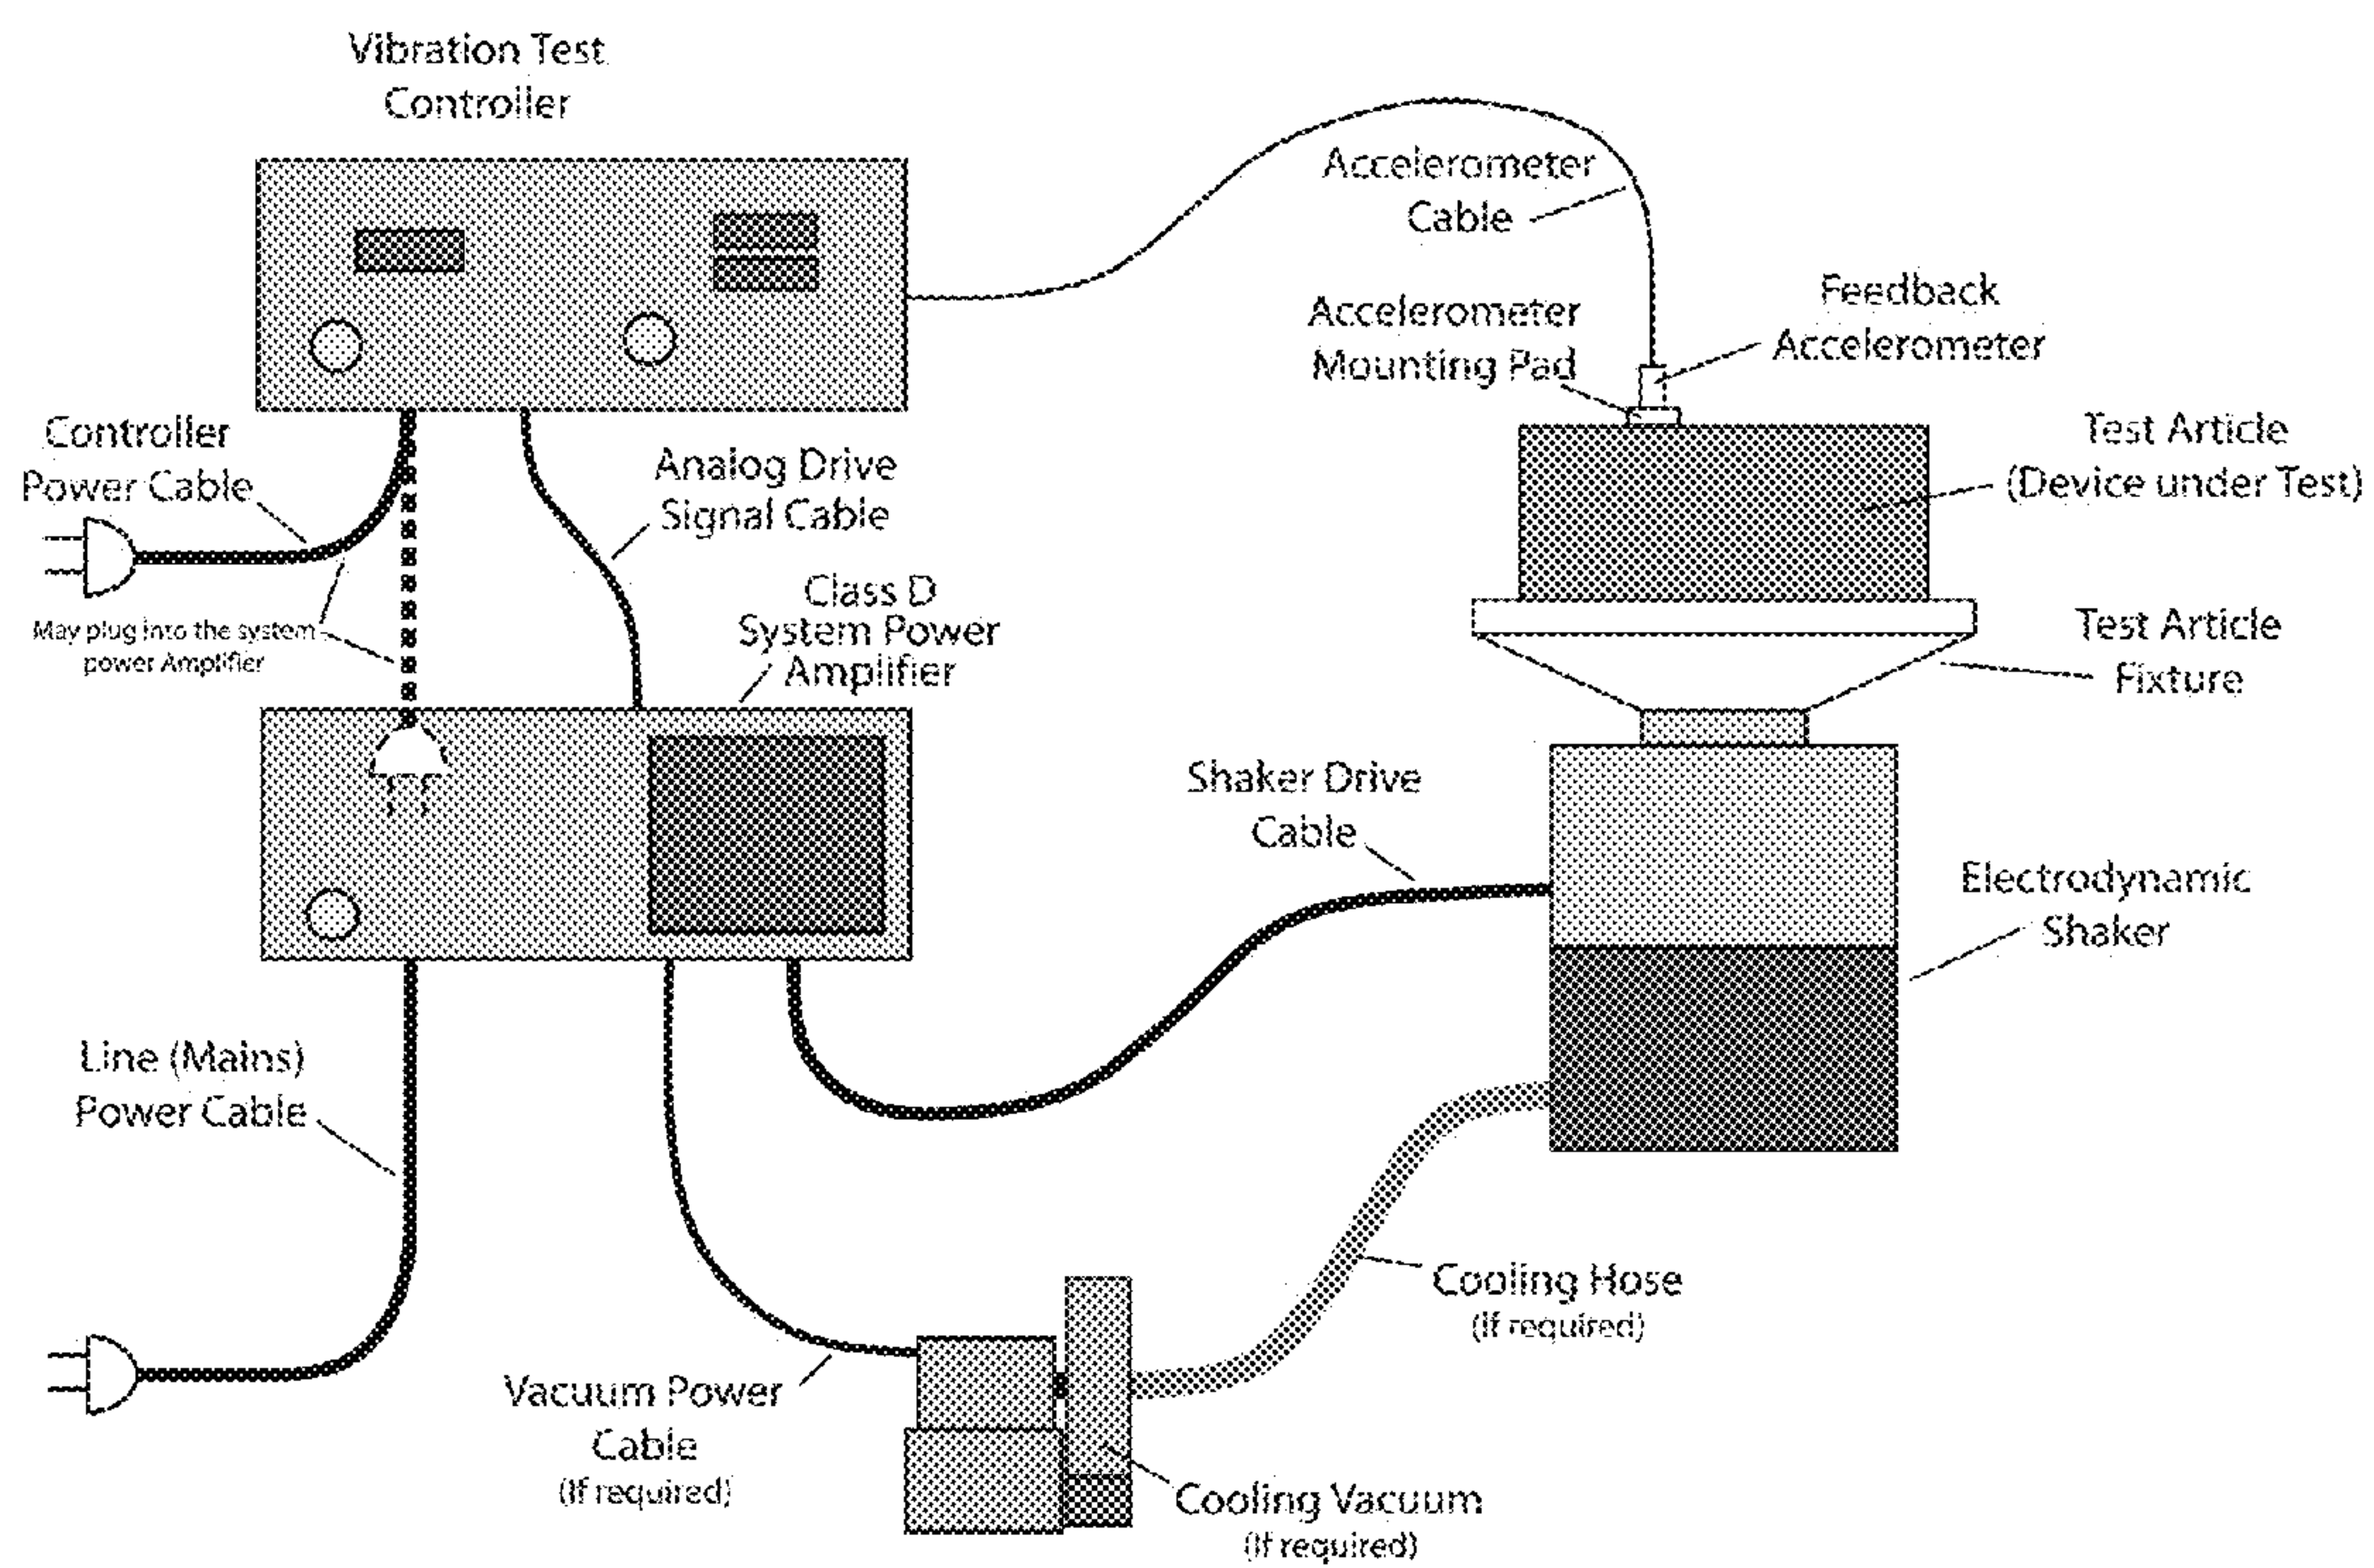 Vibration Test
Controller
Accelerometer
Cable
Feedback
Accelerometer
Accelerometer
Mounting Pad
Controller
Power Cable
Analog Drive
Signal Cable
Test Article
(Device under Test)
May plug into the system
power Amplifier
Class D
System Power
Amplifier
Test Article
Fixture
Shaker Drive
Cable
Electrodynamic
Shaker
Line (Mains)
Power Cable
Cooling Hose
(if required)
Vacuum Power
Cable
(If required)
Cooling Vacuum
(If required)